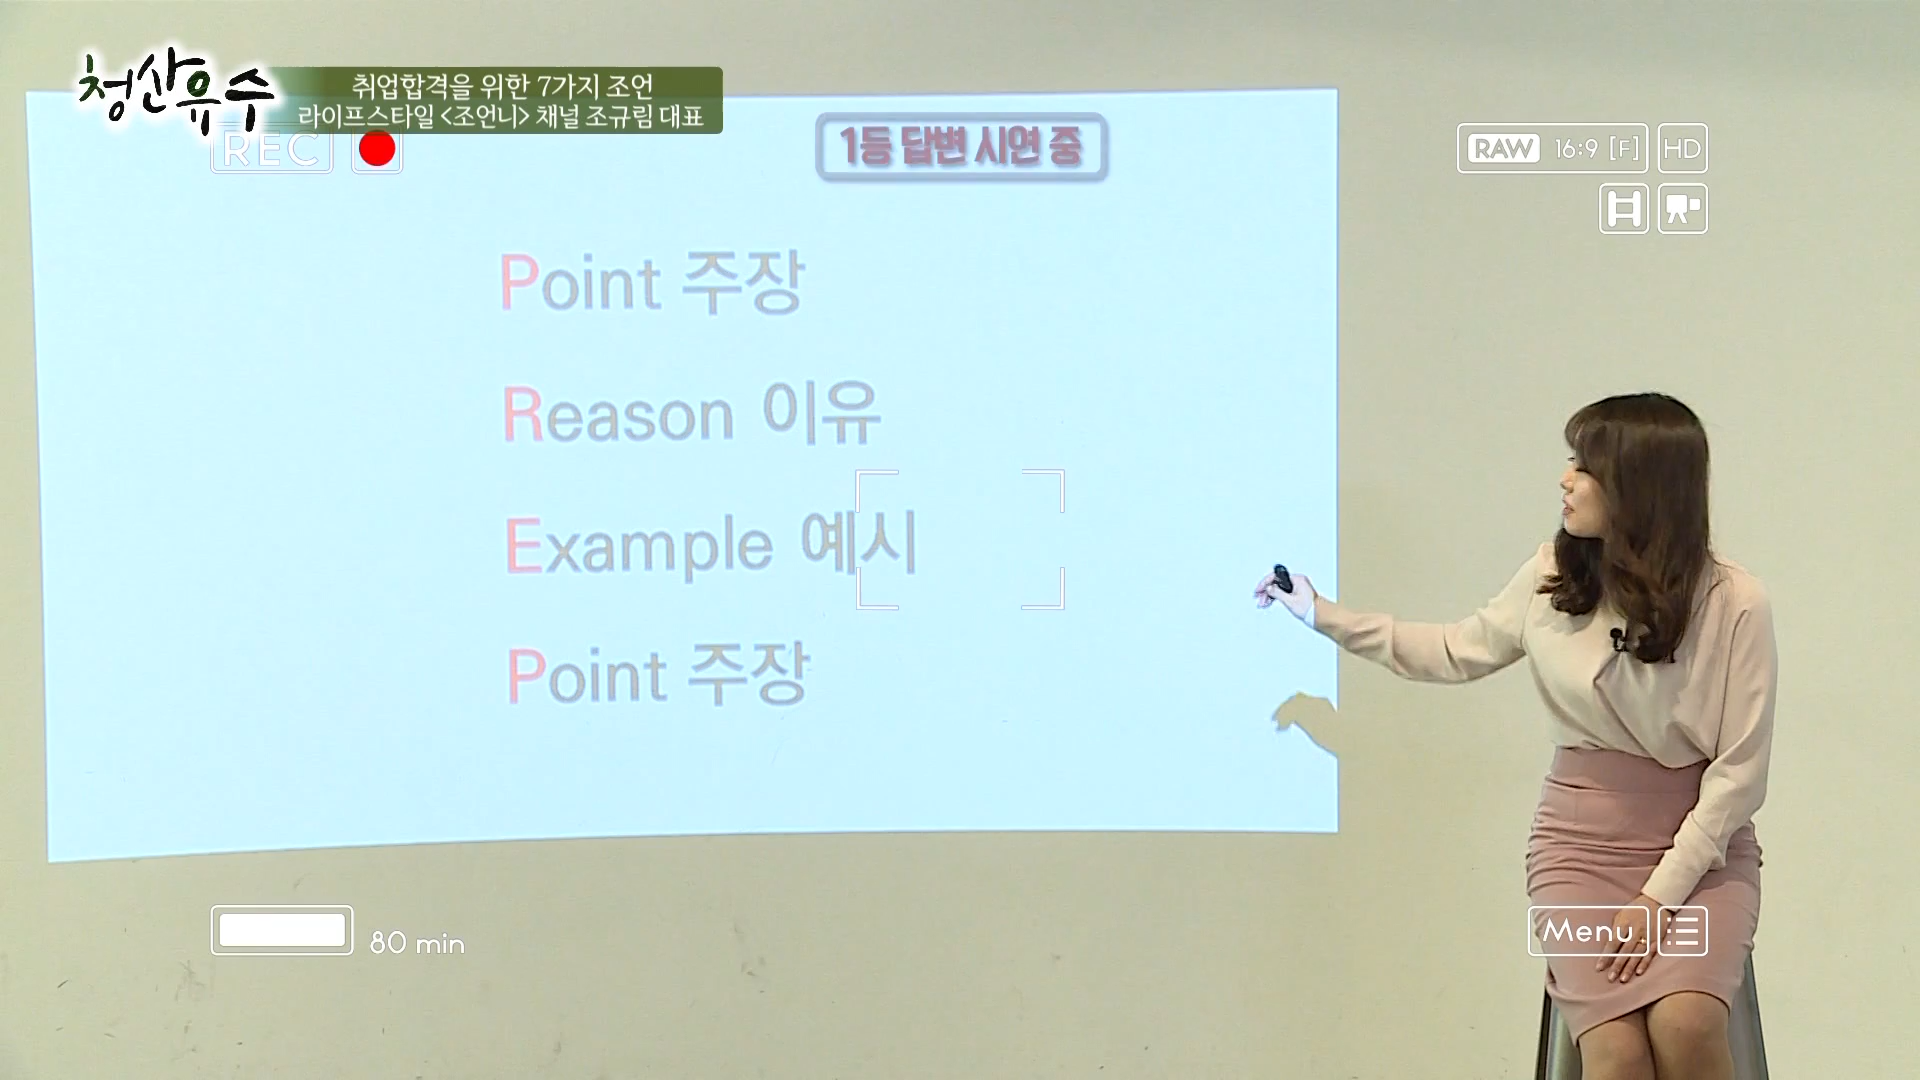 청산유수
취업합격을 위한 7가지 조언
라이프스타일 <조언니> 채널 조규림 대표
REC
1등 답변 시연 중
RAW 16:9 [F] HD
Point 주장
Reason 이유
Example 예시
Point 주장
80 min
Menu